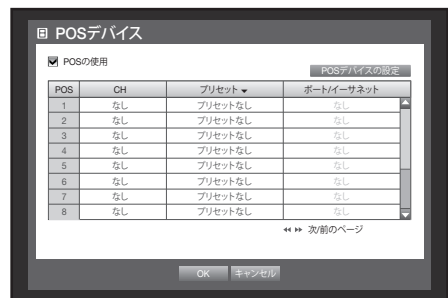 POSデバイス
POSの使用
POSデバイスの設定
POS CH プリセット ポート/イーサネット
1 なし プリセットなし なし
2 なし プリセットなし なし
3 なし プリセットなし なし
4 なし プリセットなし なし
5 なし プリセットなし なし
6 なし プリセットなし なし
7 なし プリセットなし なし
8 なし プリセットなし なし
次/前のページ
OK キャンセル